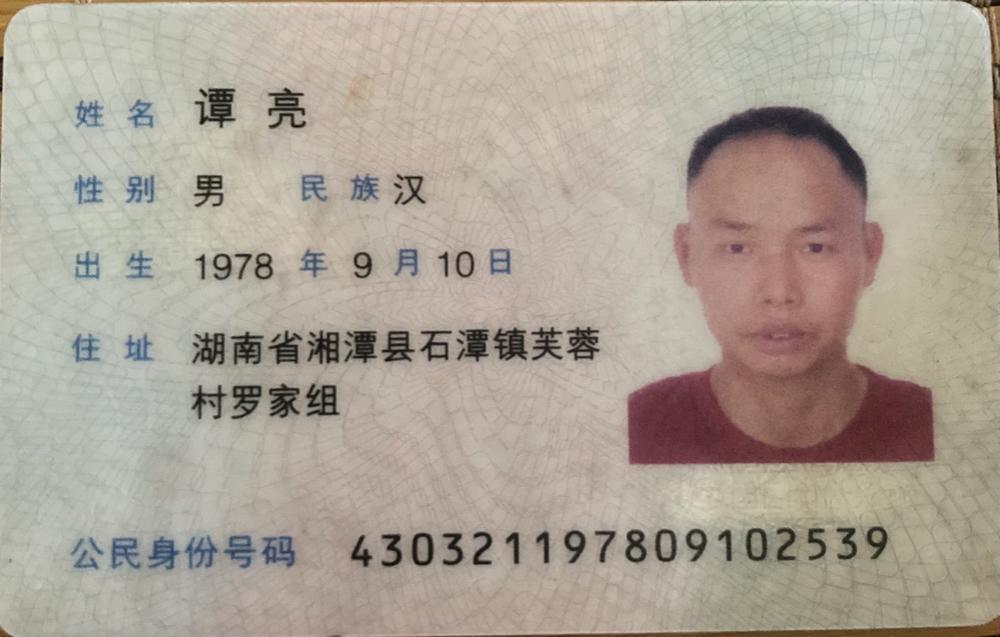 姓名 谭亮
性别 男 民族 汉
出生 1978 年 9 月 10 日
住址 湖南省湘潭县石潭镇芙蓉
村罗家组
公民身份号码 430321197809102539